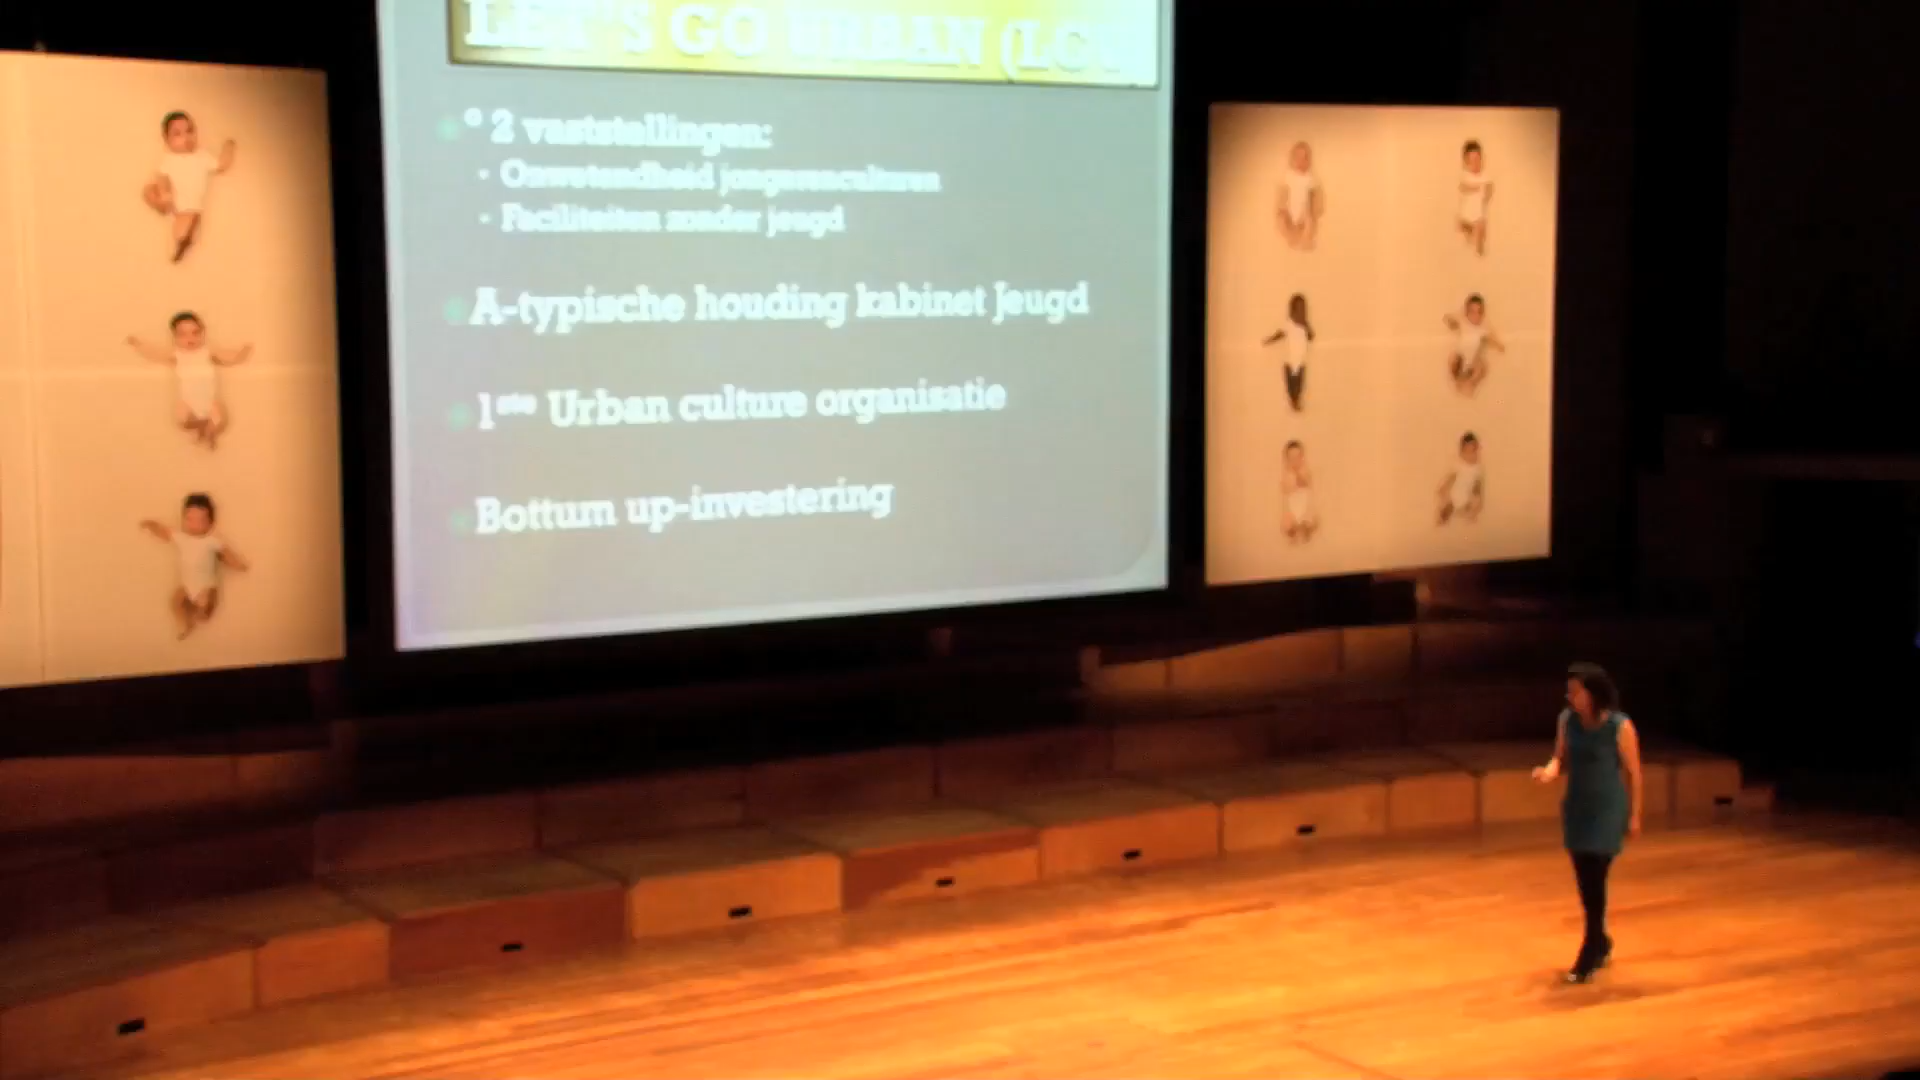 LET'S GO URBAN (LGU
° 2 vaststellingen:
- Onwetendheid jongerenculturen
- Faciliteiten zonder jeugd
A-typische houding kabinet Jeugd
1ste Urban culture organisatie
Bottum up-investering